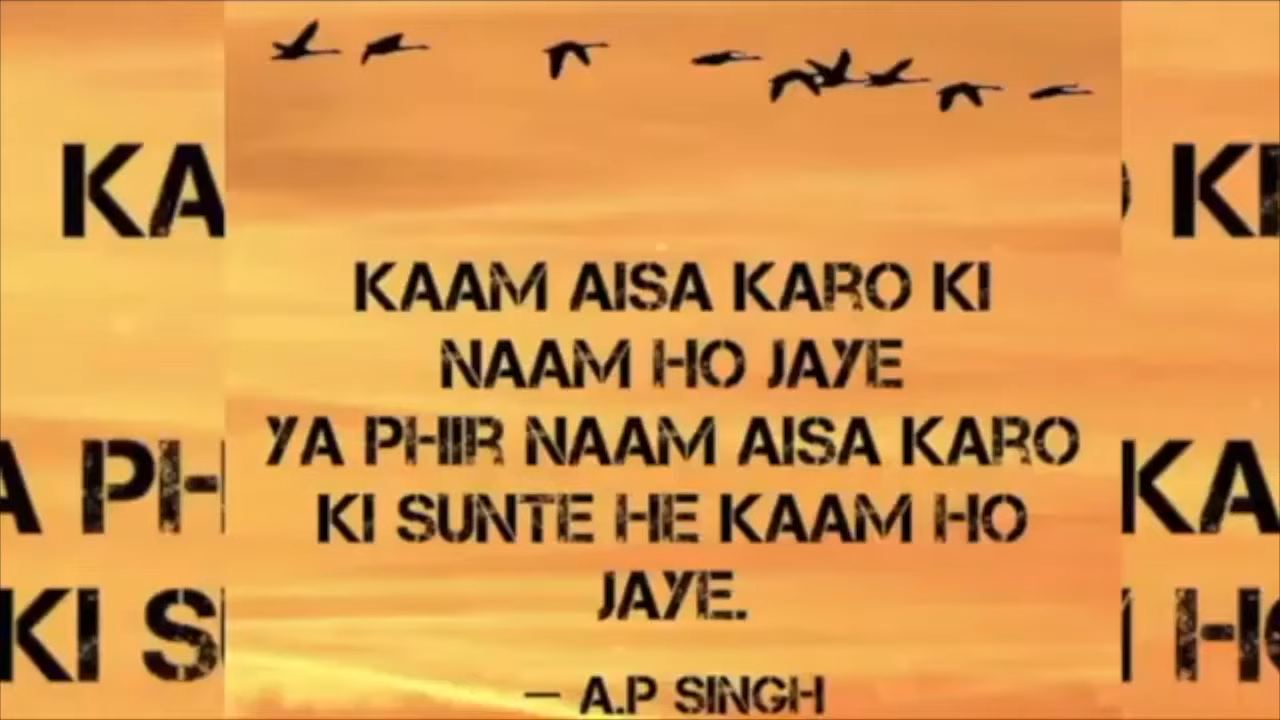 KAAM AISA KARO KI
NAAM HO JAYE
YA PHIR NAAM AISA KARO
KI SUNTE HE KAAM HO
JAYE.
— A.P SINGH